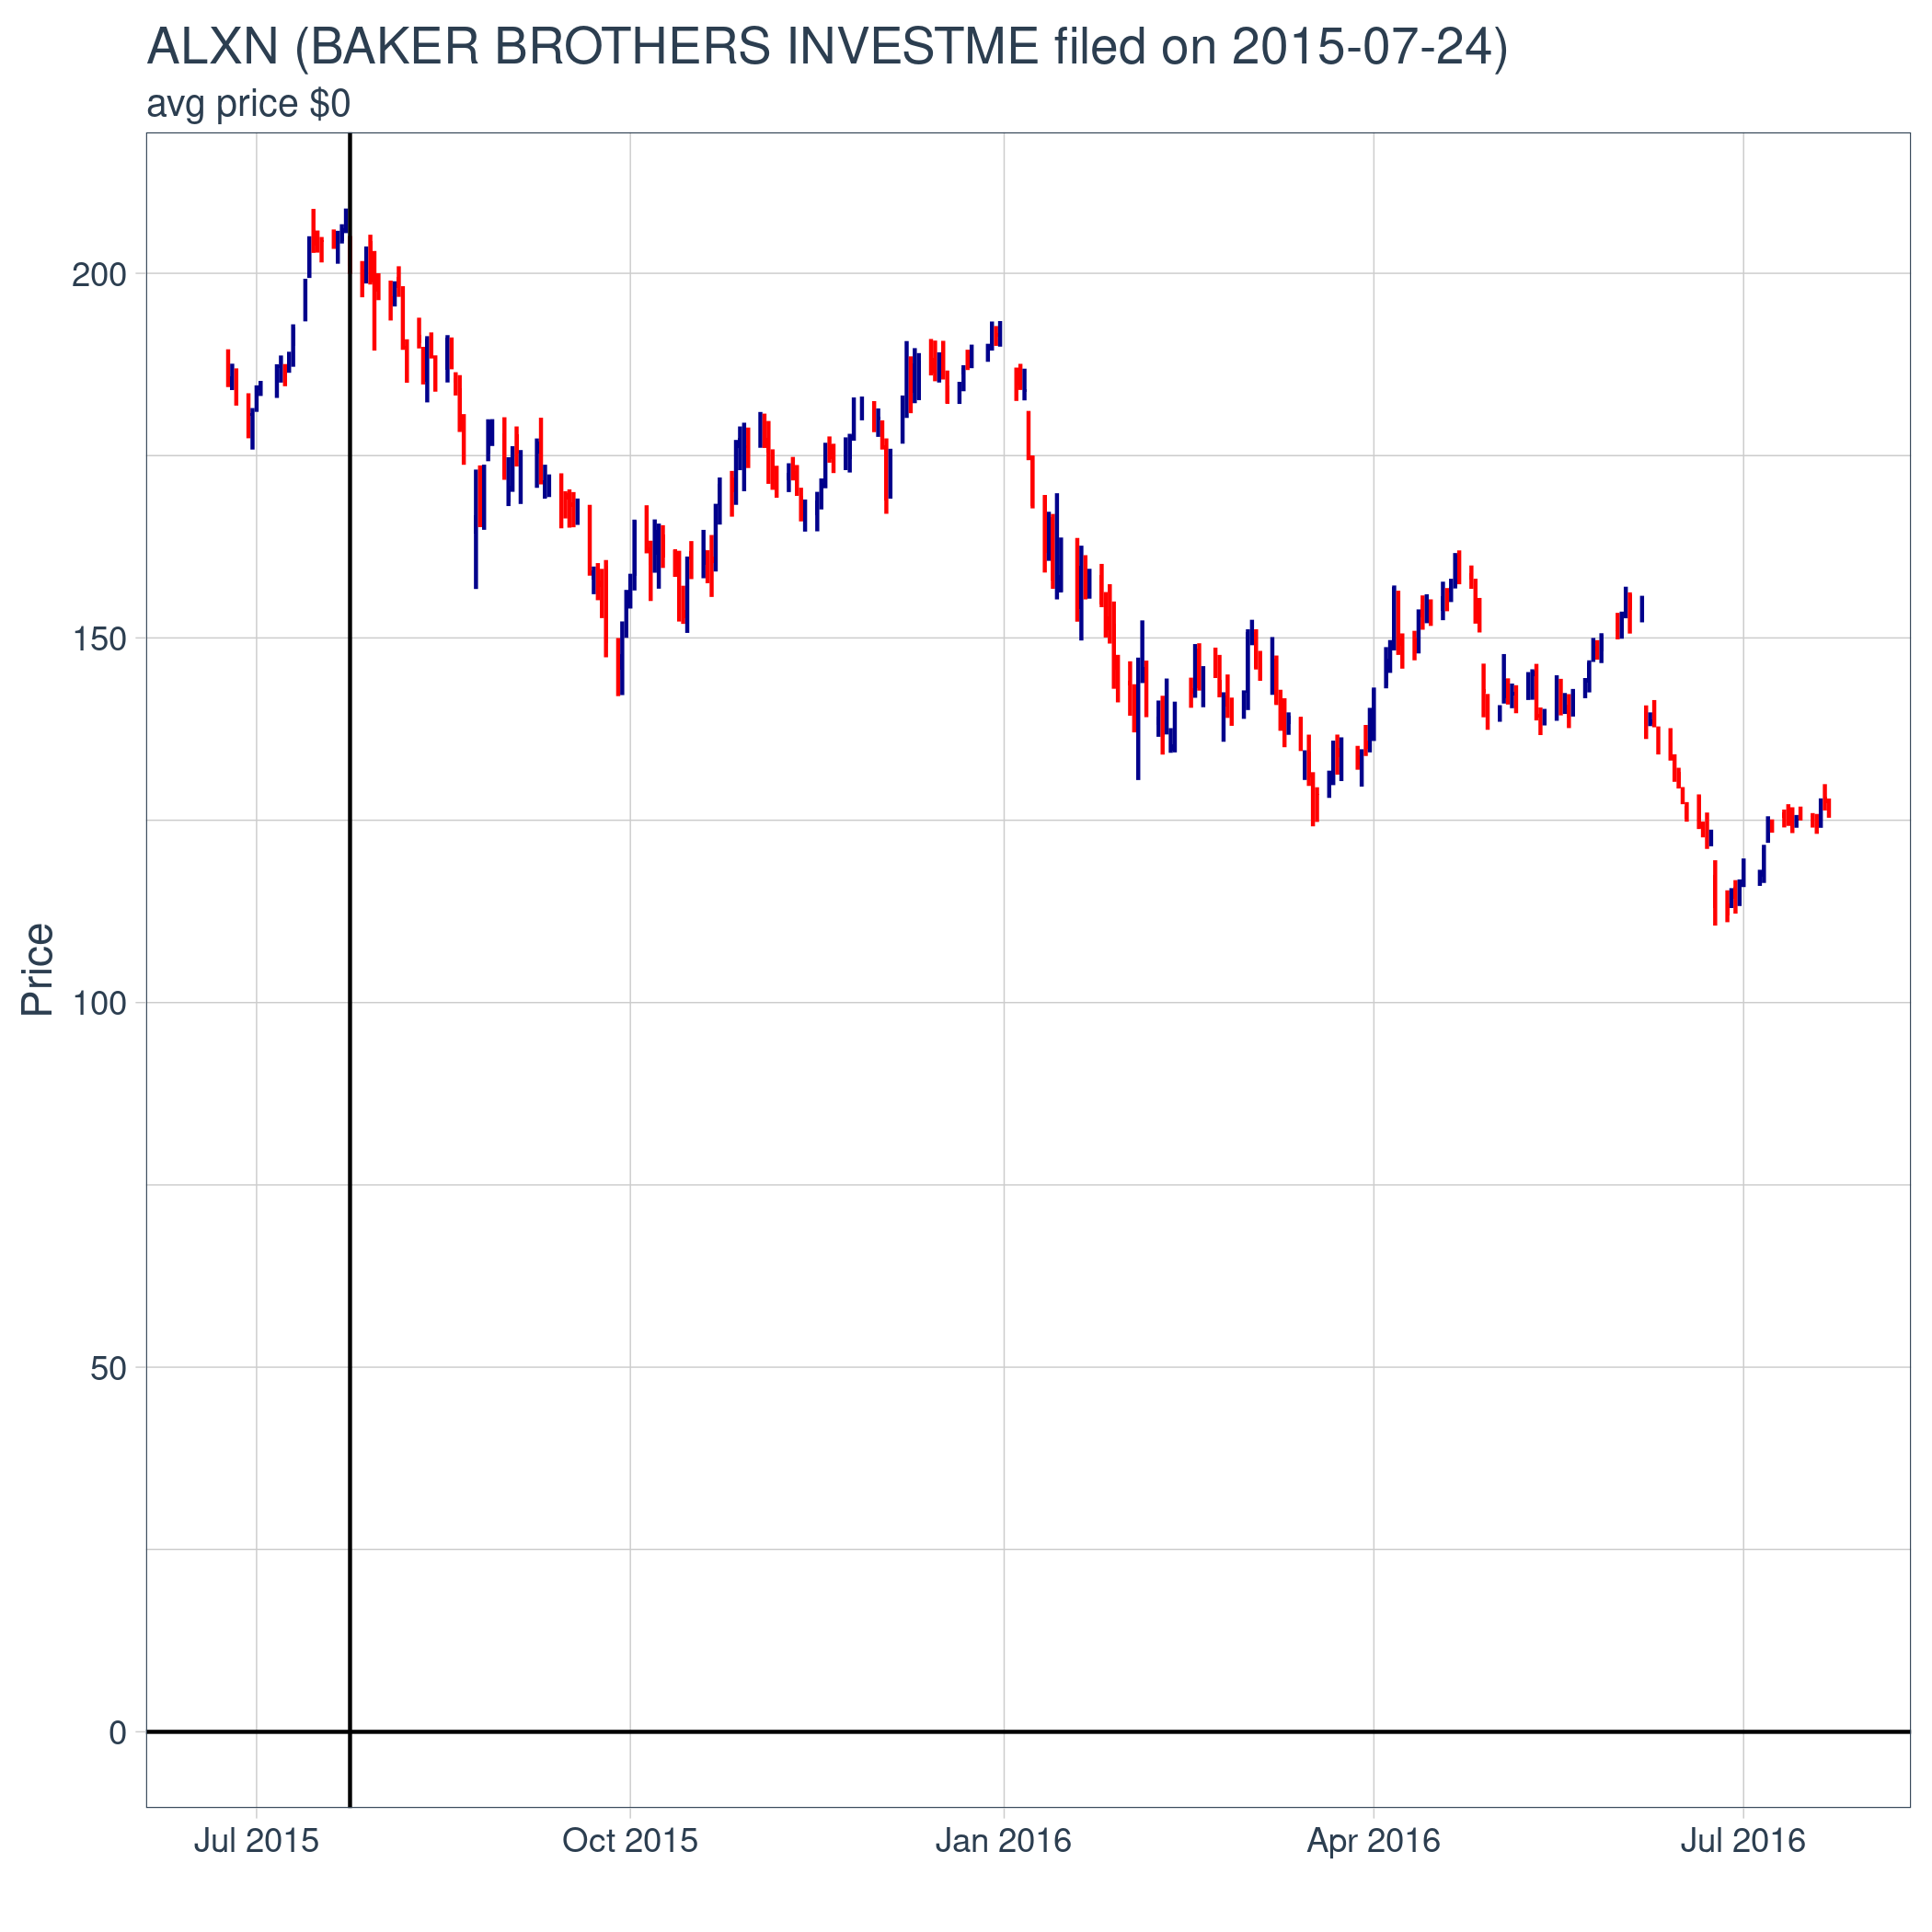 ALXN (BAKER BROTHERS INVESTME filed on 2015-07-24)
avg price $0
Price
200
150
100
50
0
Jul 2015 Oct 2015 Jan 2016 Apr 2016 Jul 2016